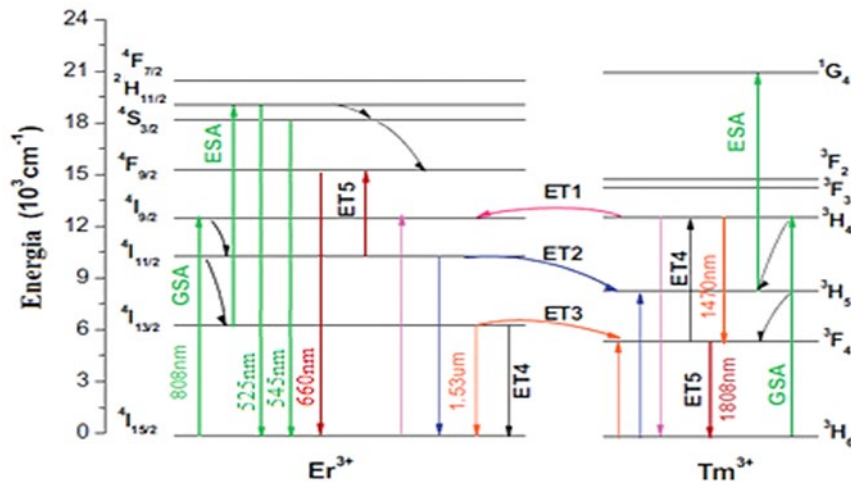 Energia (10³cm⁻¹)
24
21
18
15
12
9
6
3
0
⁴F₇/₂
²H₁₁/₂
⁴S₃/₂
⁴F₉/₂
⁴I₉/₂
⁴I₁₁/₂
⁴I₁₃/₂
⁴I₁₅/₂
GSA
808nm
ESA
525nm
545nm
660nm
ET5
1.53um
ET4
Er³⁺
ET1
ET2
ET3
ET4
1470nm
ET5
1808nm
ESA
GSA
¹G₄
³F₂
³F₃
³H₄
³H₅
³F₄
³H₆
Tm³⁺